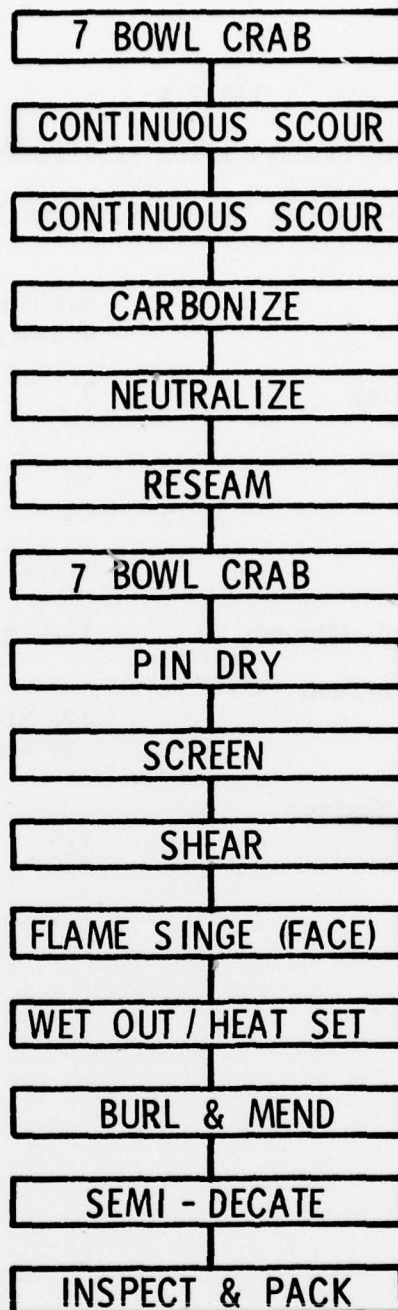 7 BOWL CRAB
CONTINUOUS SCOUR
CONTINUOUS SCOUR
CARBONIZE
NEUTRALIZE
RESEAM
7 BOWL CRAB
PIN DRY
SCREEN
SHEAR
FLAME SINGE (FACE)
WET OUT / HEAT SET
BURL & MEND
SEMI - DECATE
INSPECT & PACK